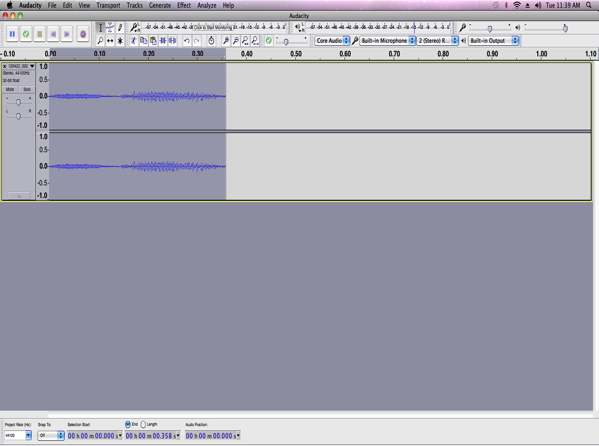 Audacity File Edit View Transport Tracks Generate Effect Analyze Help Tue 11:39 AM
Audacity
Click to Start Monitoring
Core Audio Built-in Microphone 2 (Stereo) R... Built-in Output
- 0.10 0.00 0.10 0.20 0.30 0.40 0.50 0.60 0.70 0.80 0.90 1.00 1.10
120423_002
Stereo, 44100Hz
32-bit float
Mute Solo
- +
L R
1.0
0.5
0.0
-0.5
-1.0
1.0
0.5
0.0
-0.5
-1.0
Project Rate (Hz): Snap To: Selection Start: End Length Audio Position:
44100 Off 00 h 00 m 00.000 s 00 h 00 m 00.358 s 00 h 00 m 00.000 s